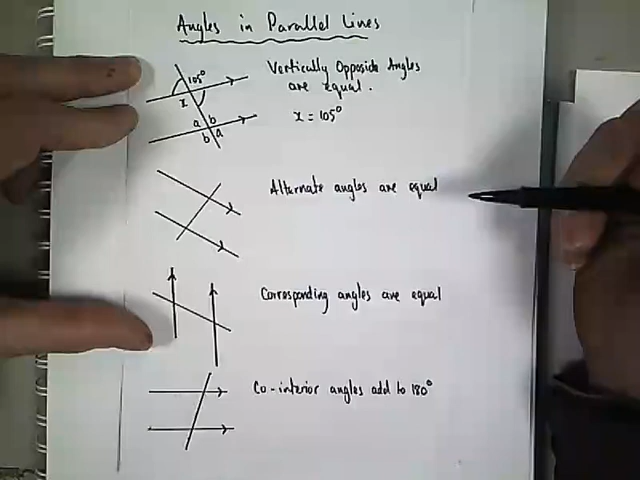 Angles in Parallel Lines
105°
x
a b
b a
Vertically Opposite Angles
are equal.
x = 105°
Alternate angles are equal
Corresponding angles are equal
Co-interior angles add to 180°